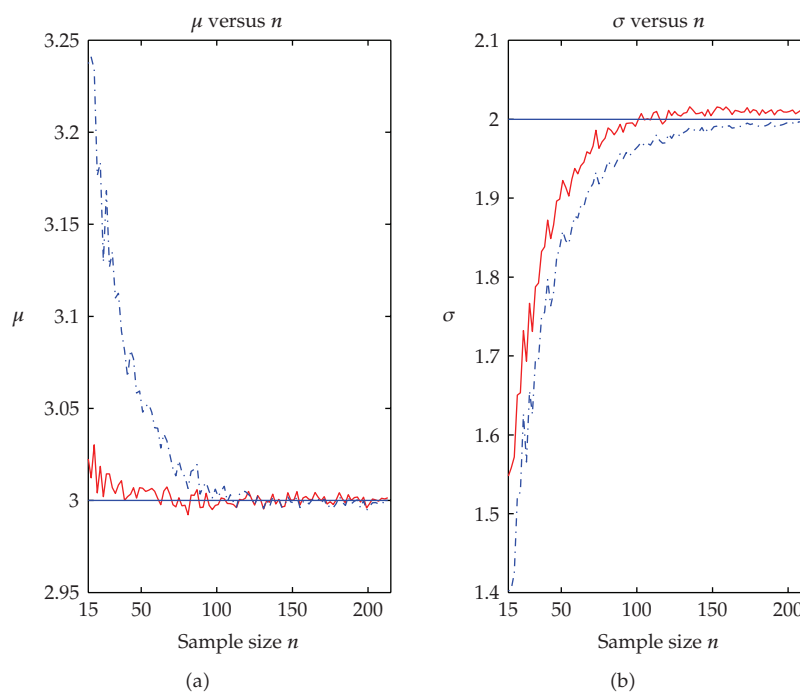 μ versus n
3.25
3.2
3.15
μ
3.1
3.05
3
2.95
15 50 100 150 200
Sample size n
(a)
σ versus n
2.1
2
1.9
1.8
σ
1.7
1.6
1.5
1.4
15 50 100 150 200
Sample size n
(b)